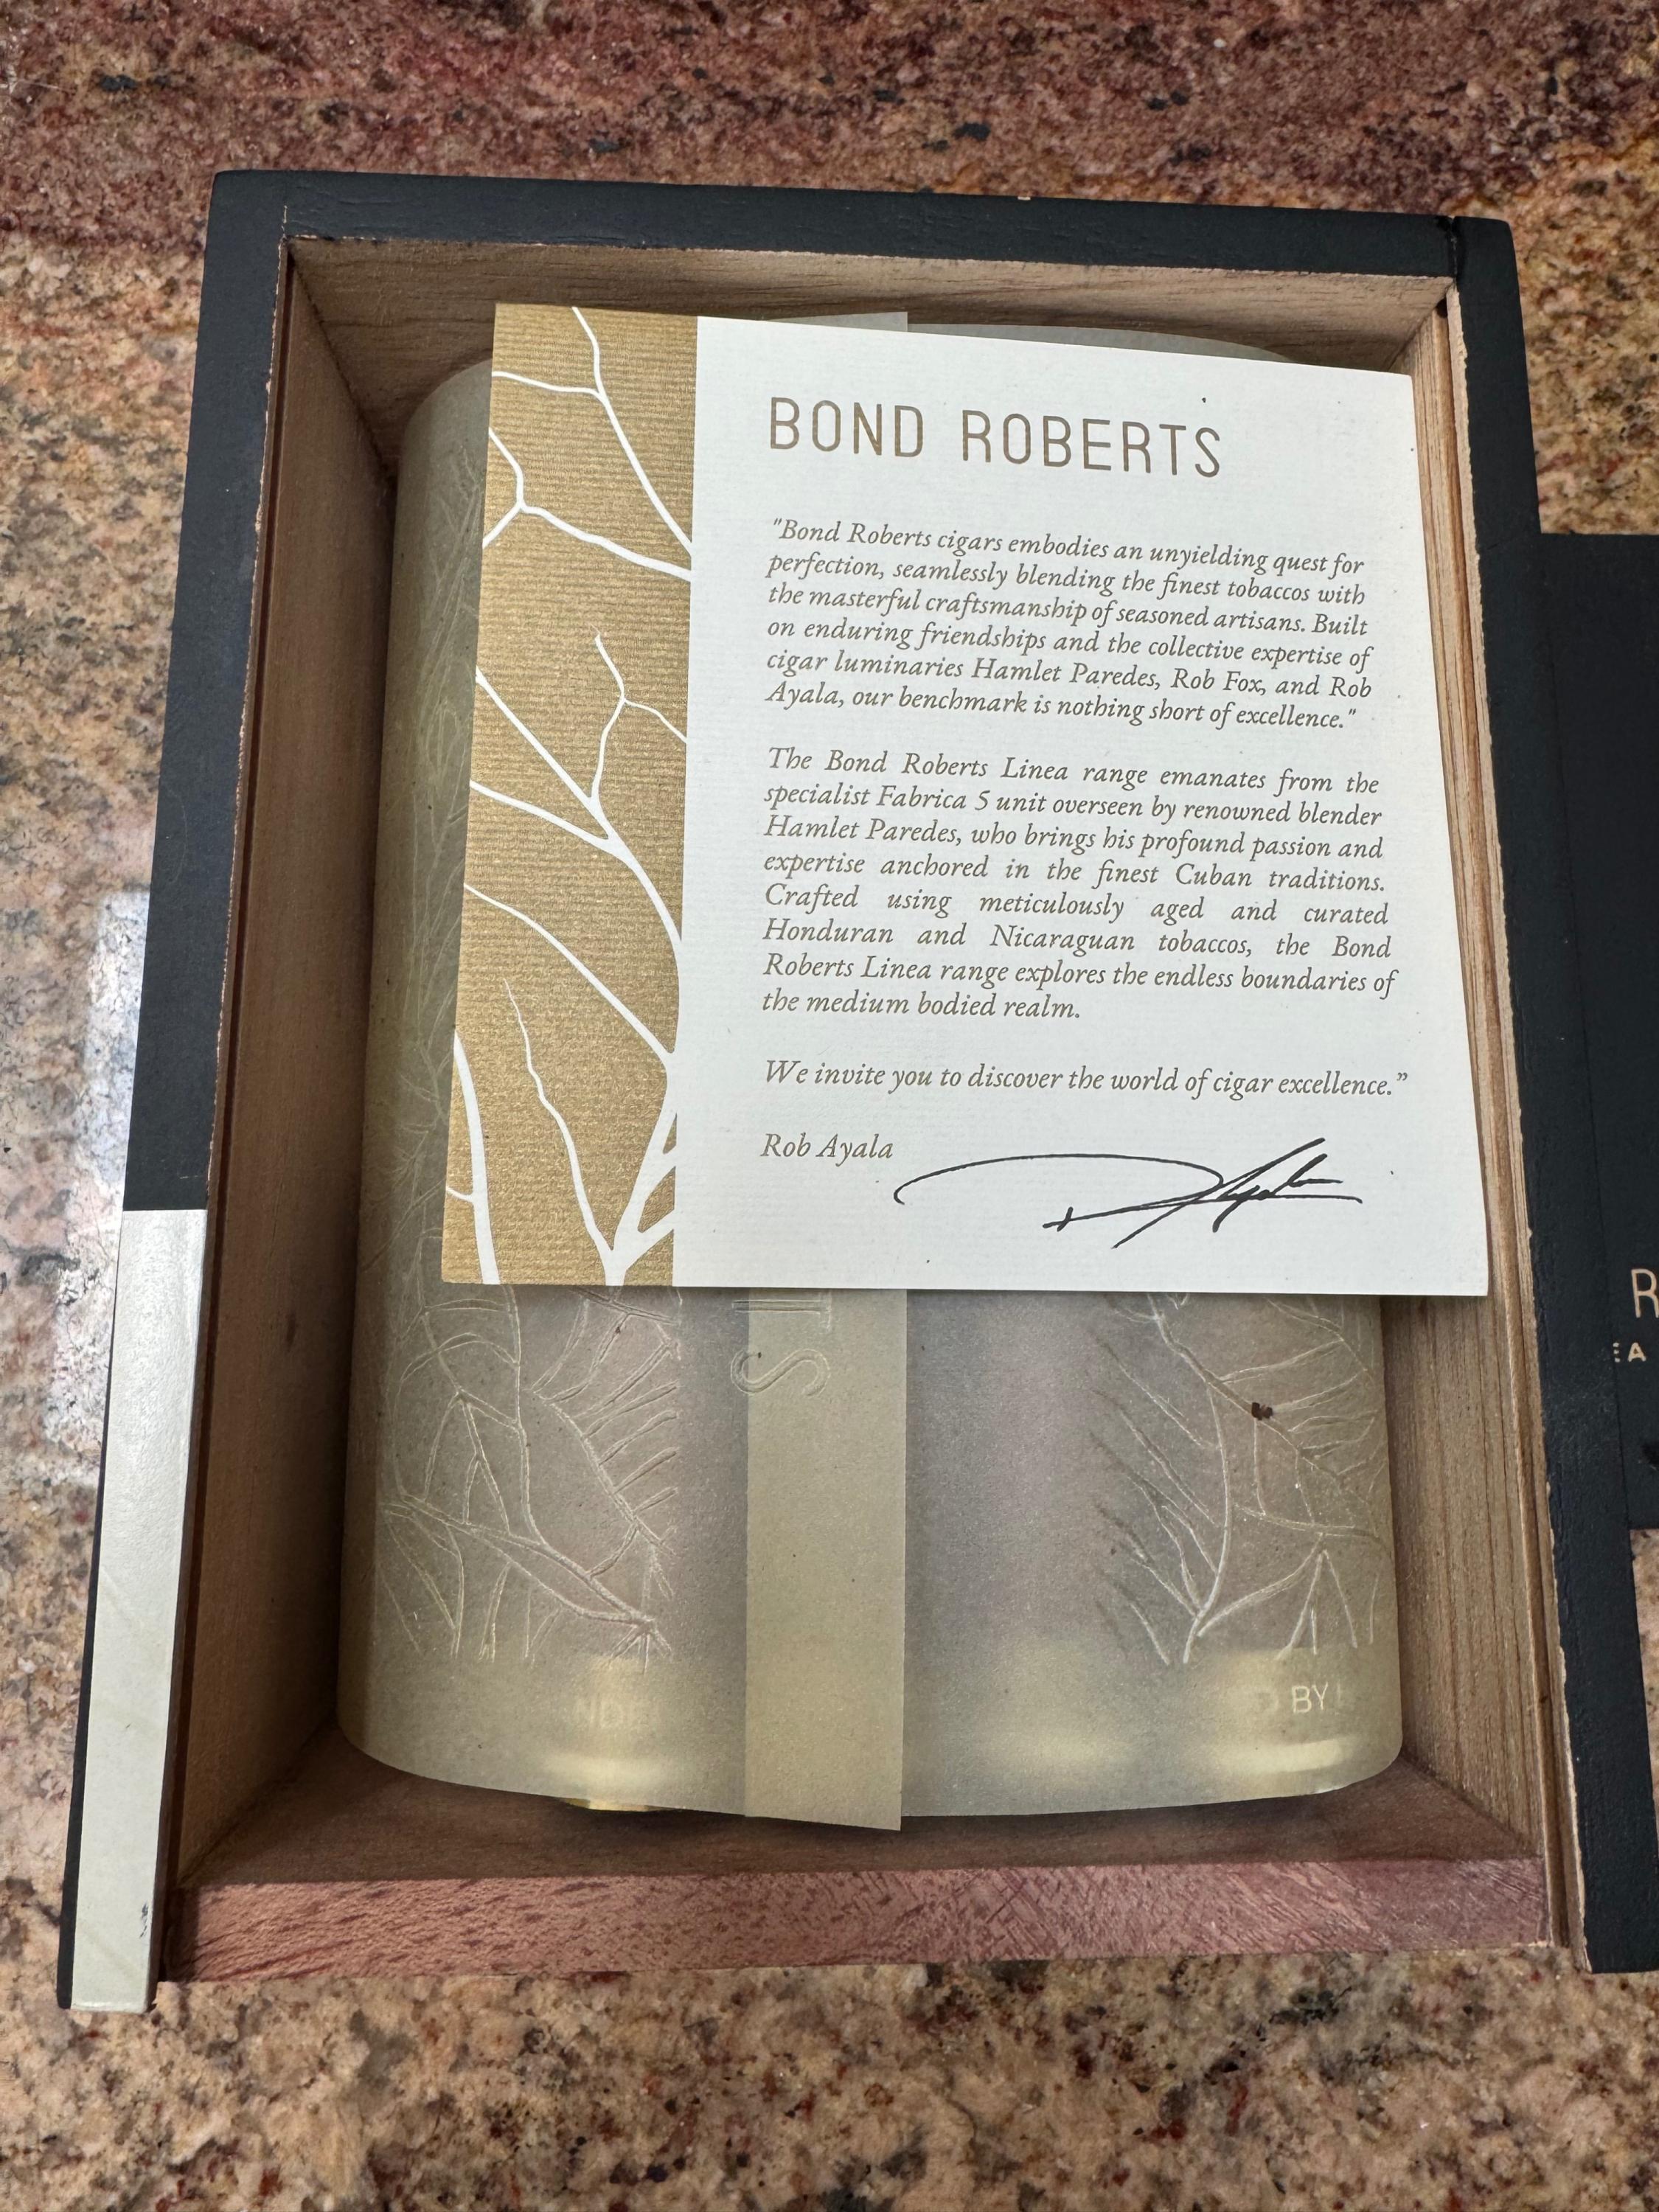 BOND ROBERTS
"Bond Roberts cigars embodies an unyielding quest for
perfection, seamlessly blending the finest tobaccos with
the masterful craftsmanship of seasoned artisans. Built
on enduring friendships and the collective expertise of
cigar luminaries Hamlet Paredes, Rob Fox, and Rob
Ayala, our benchmark is nothing short of excellence."
The Bond Roberts Linea range emanates from the
specialist Fabrica 5 unit overseen by renowned blender
Hamlet Paredes, who brings his profound passion and
expertise anchored in the finest Cuban traditions.
Crafted using meticulously aged and curated
Honduran and Nicaraguan tobaccos, the Bond
Roberts Linea range explores the endless boundaries of
the medium bodied realm.
We invite you to discover the world of cigar excellence.”
Rob Ayala
BY